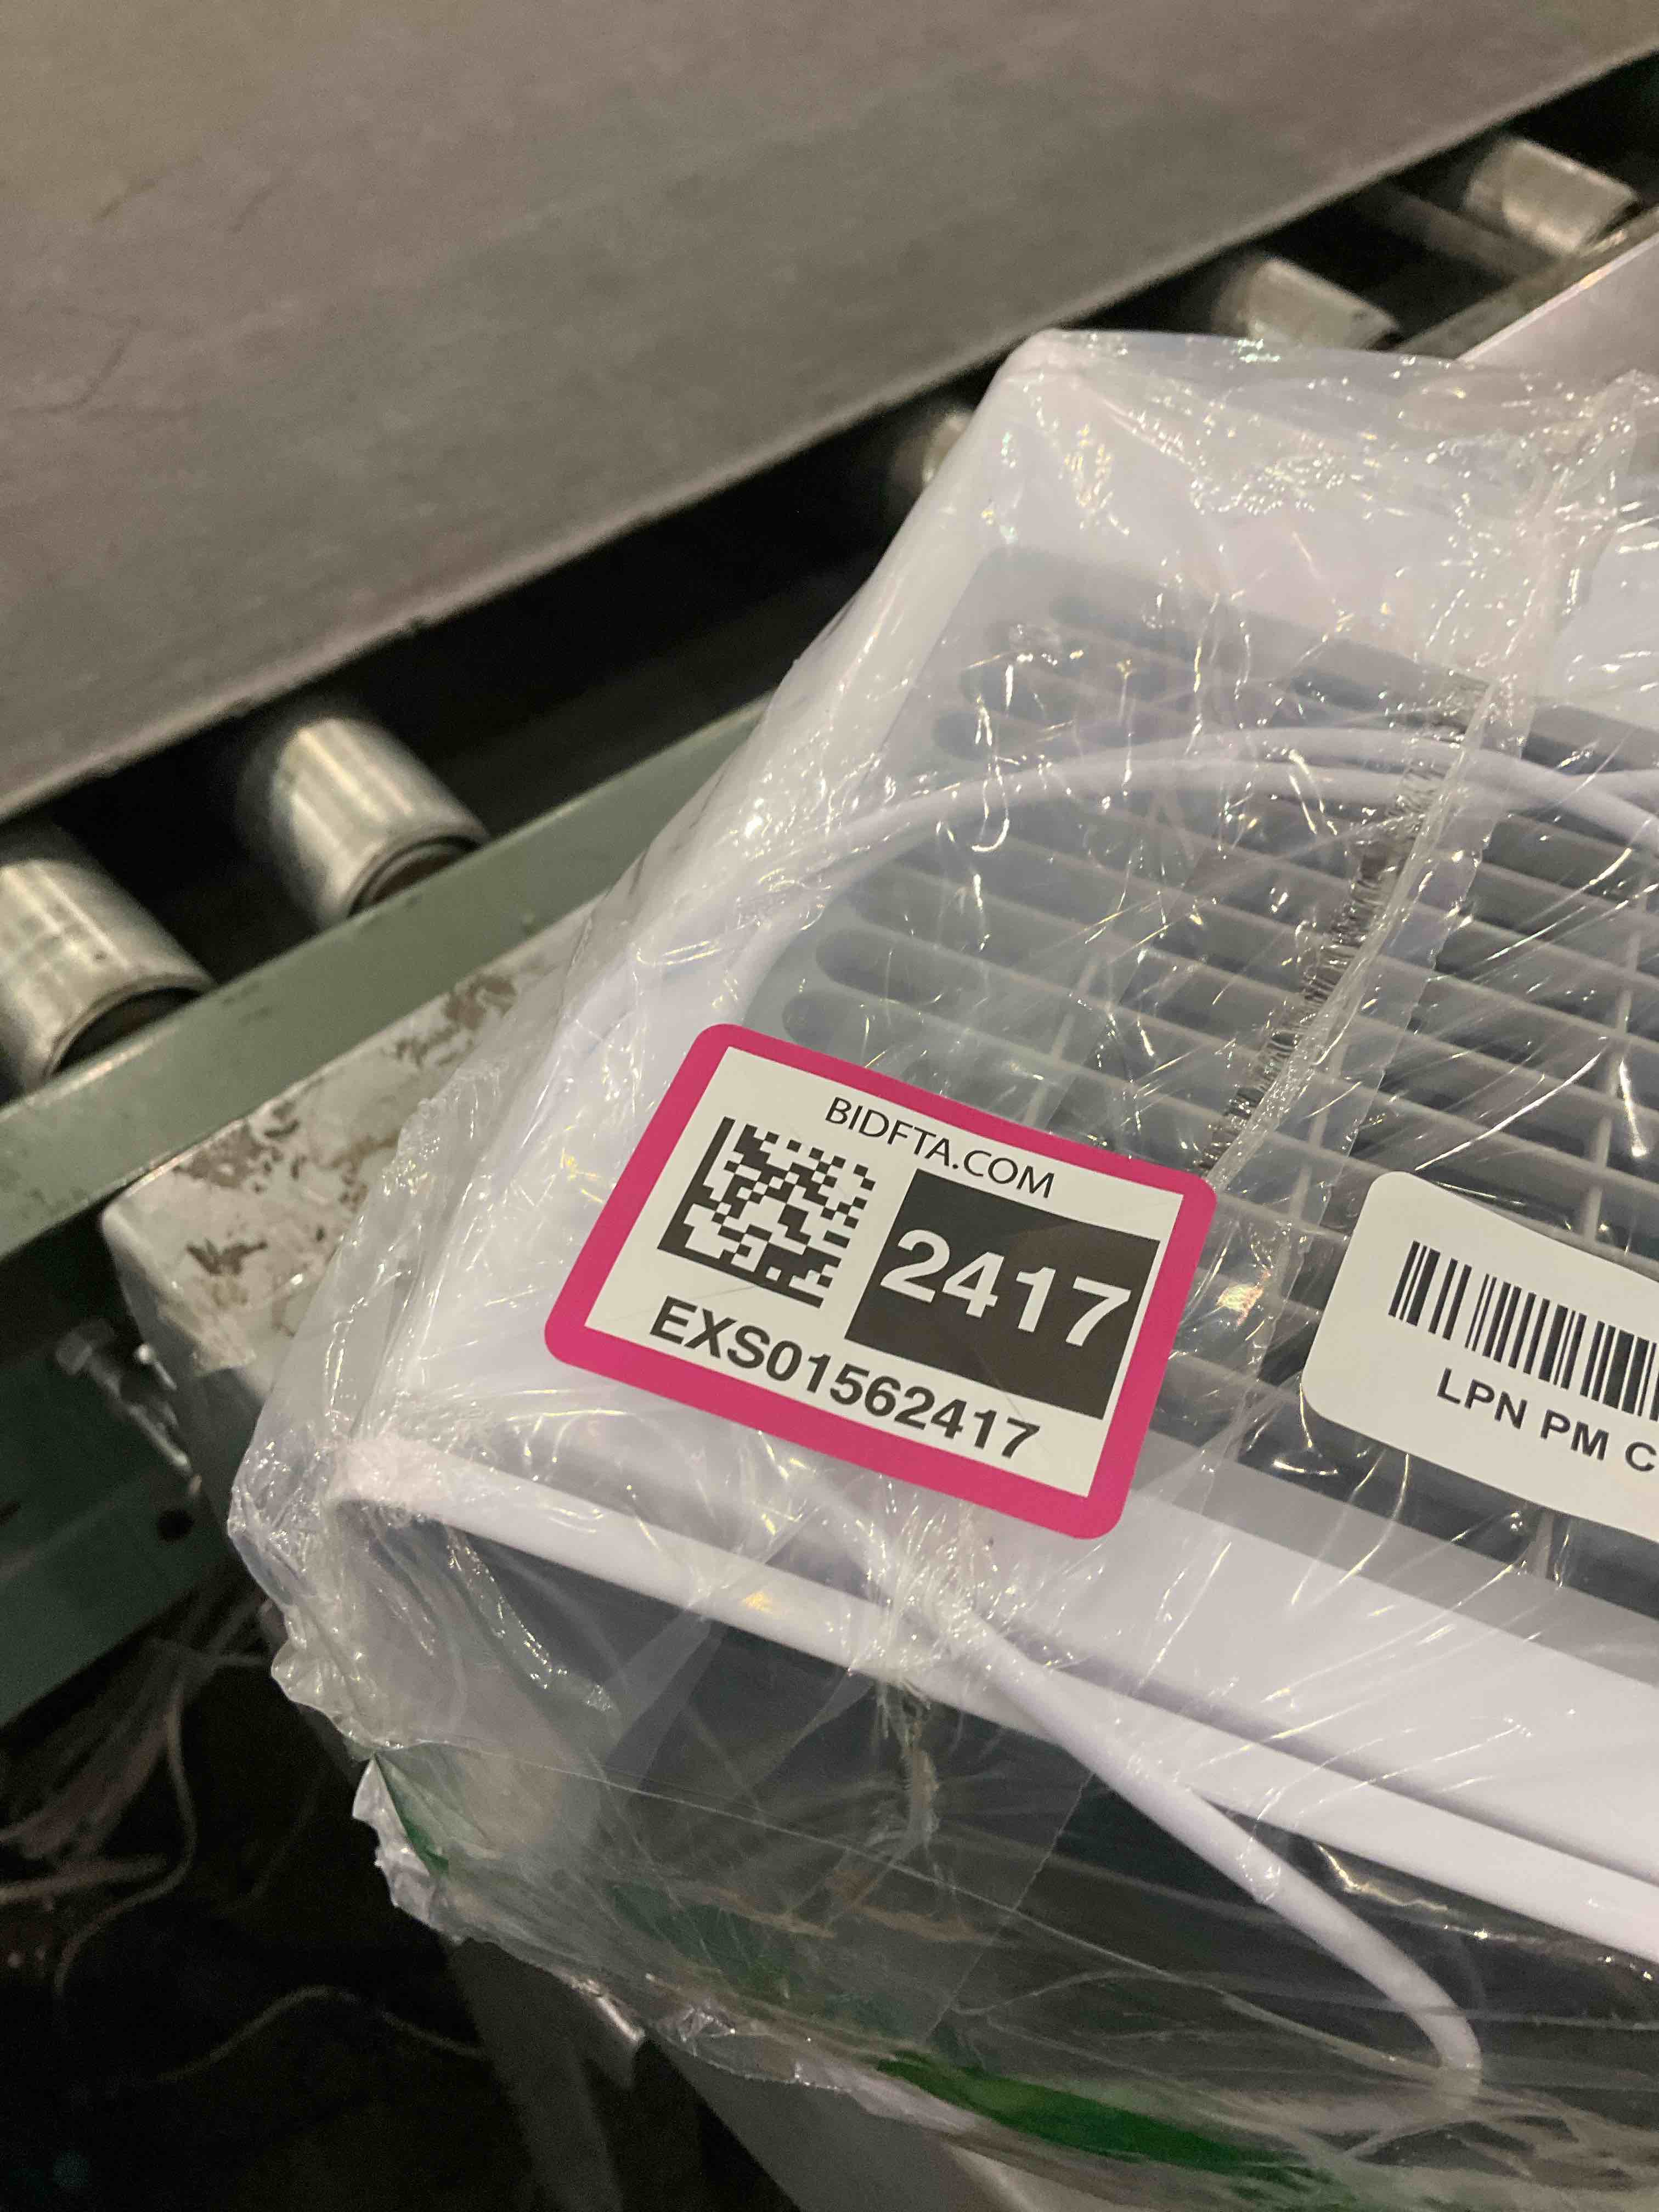 BIDFTA.COM
2417
EXS01562417
LPN PM C